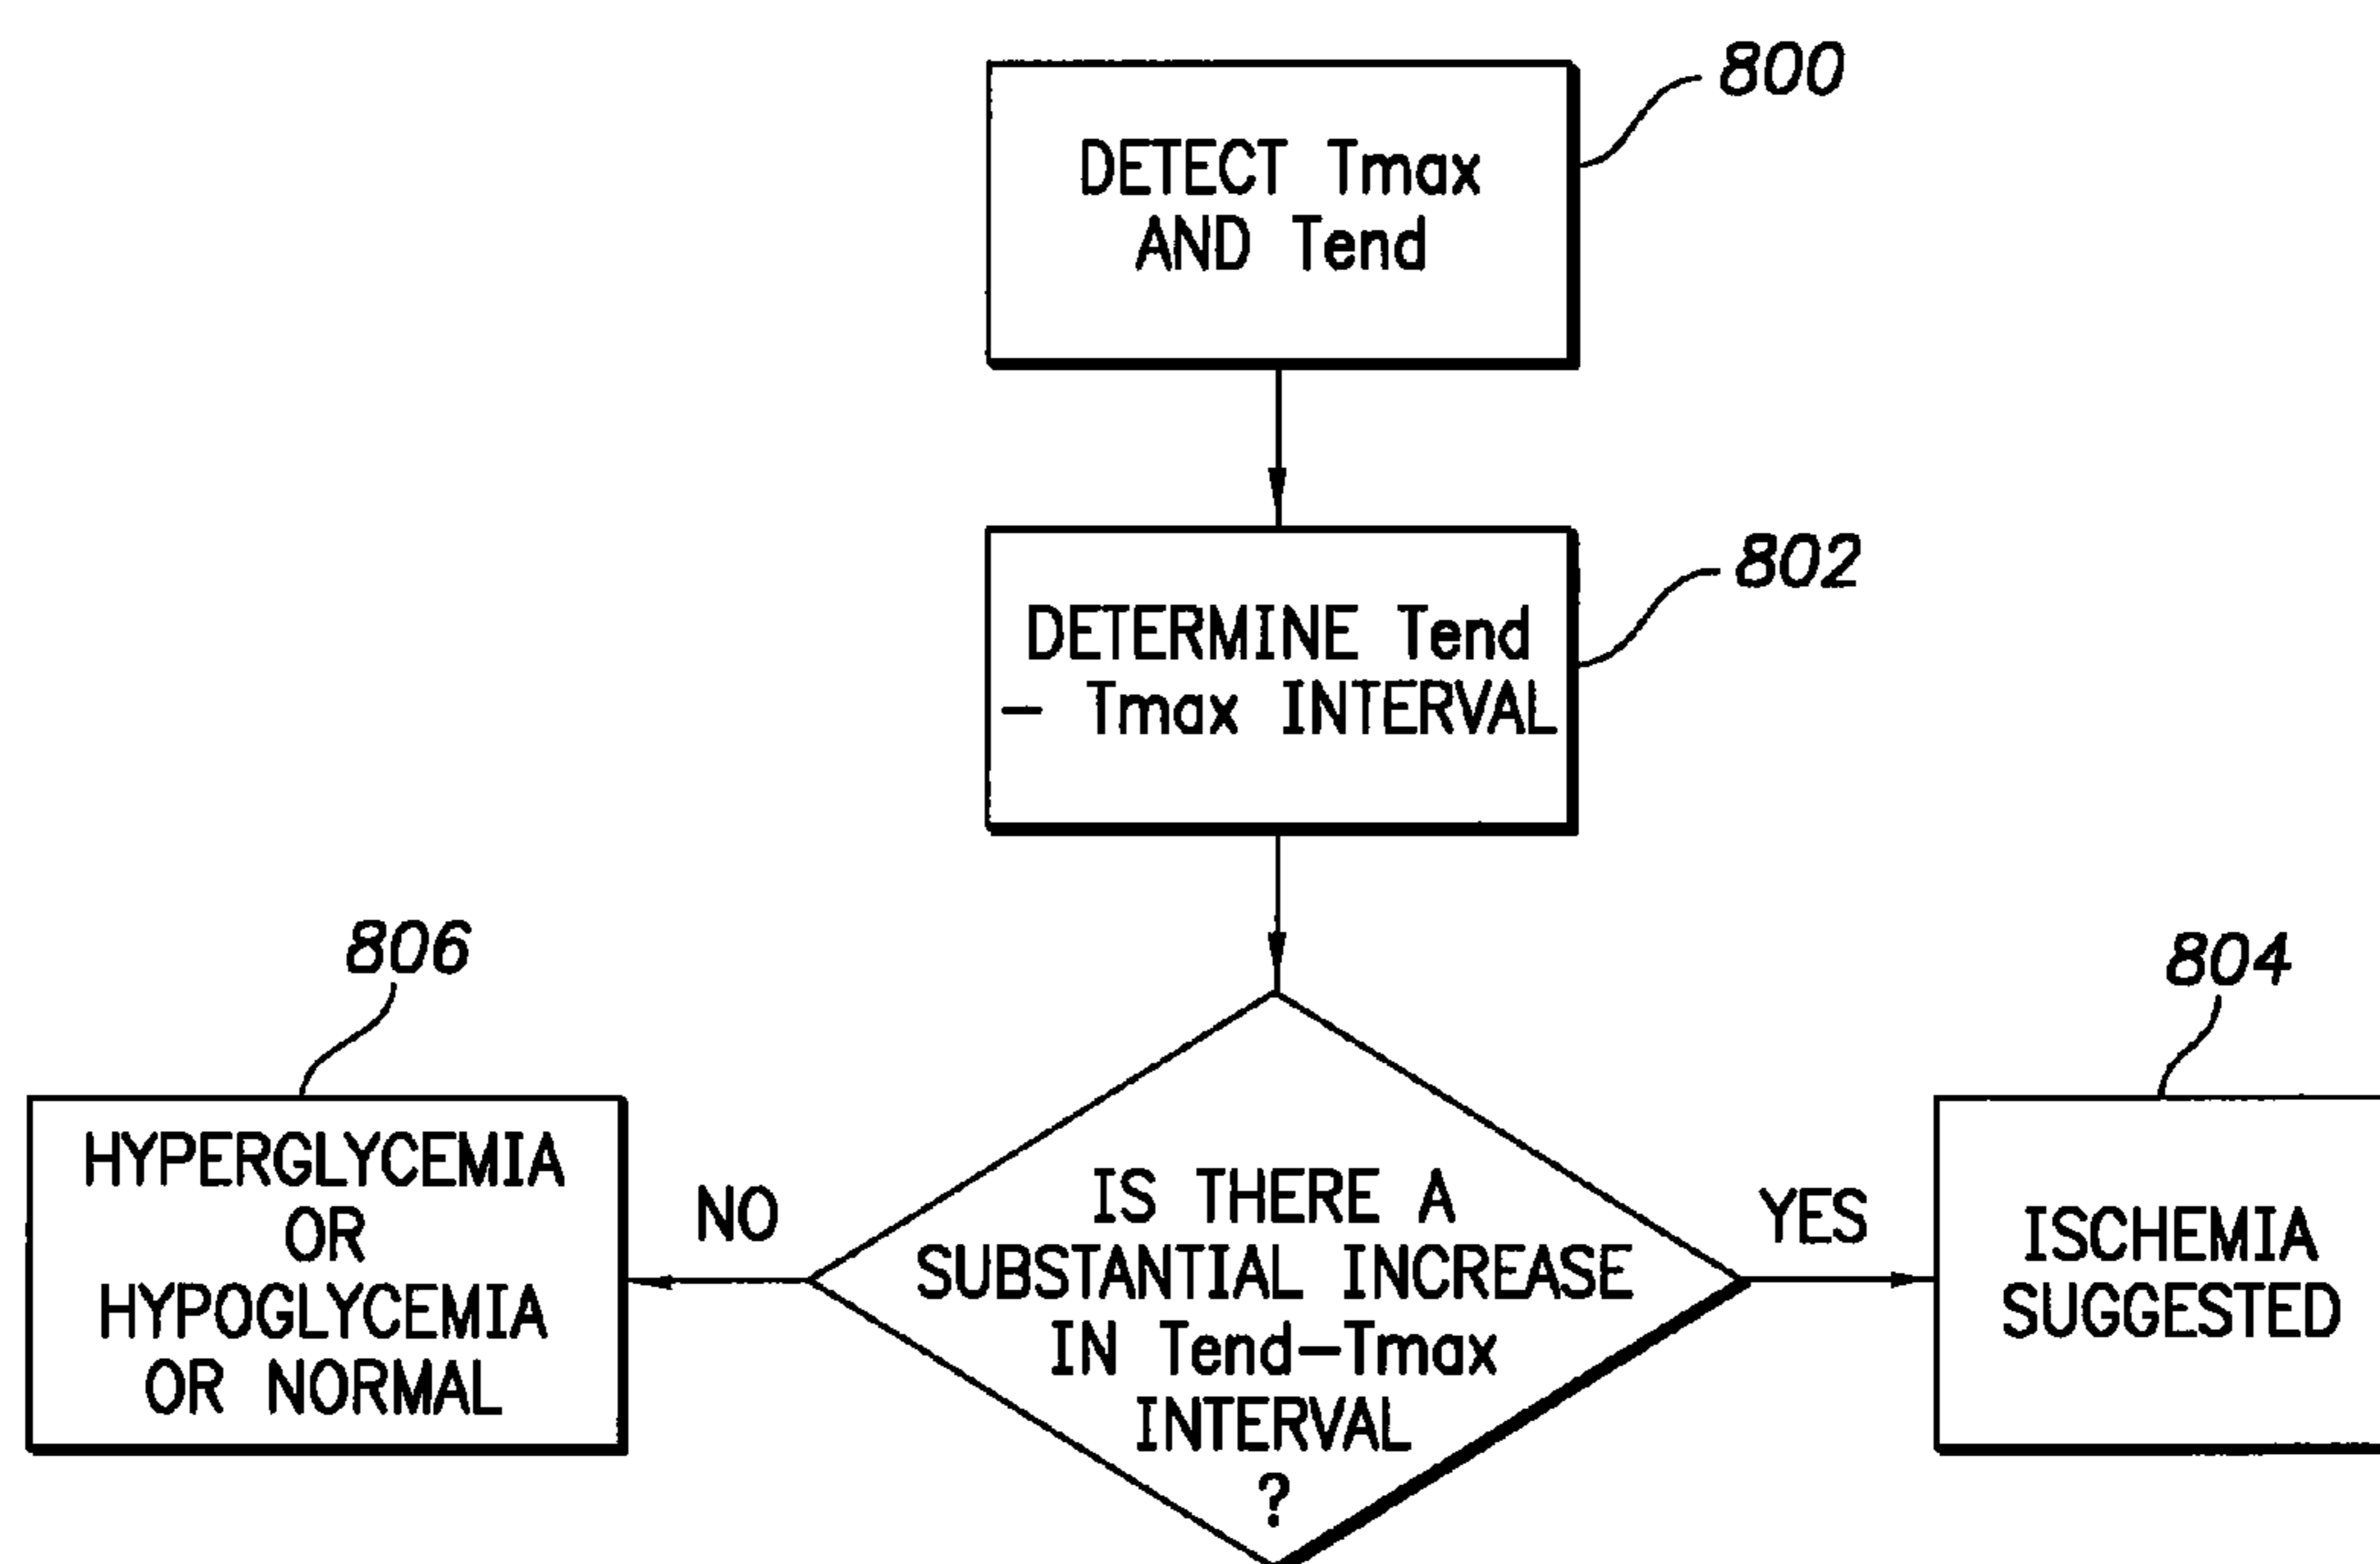 800
DETECT Tmax
AND Tend
802
DETERMINE Tend
- Tmax INTERVAL
806
804
HYPERGLYCEMIA
OR
HYPOGLYCEMIA
OR NORMAL
NO
IS THERE A
SUBSTANTIAL INCREASE
IN Tend-Tmax
INTERVAL
?
YES
ISCHEMIA
SUGGESTED